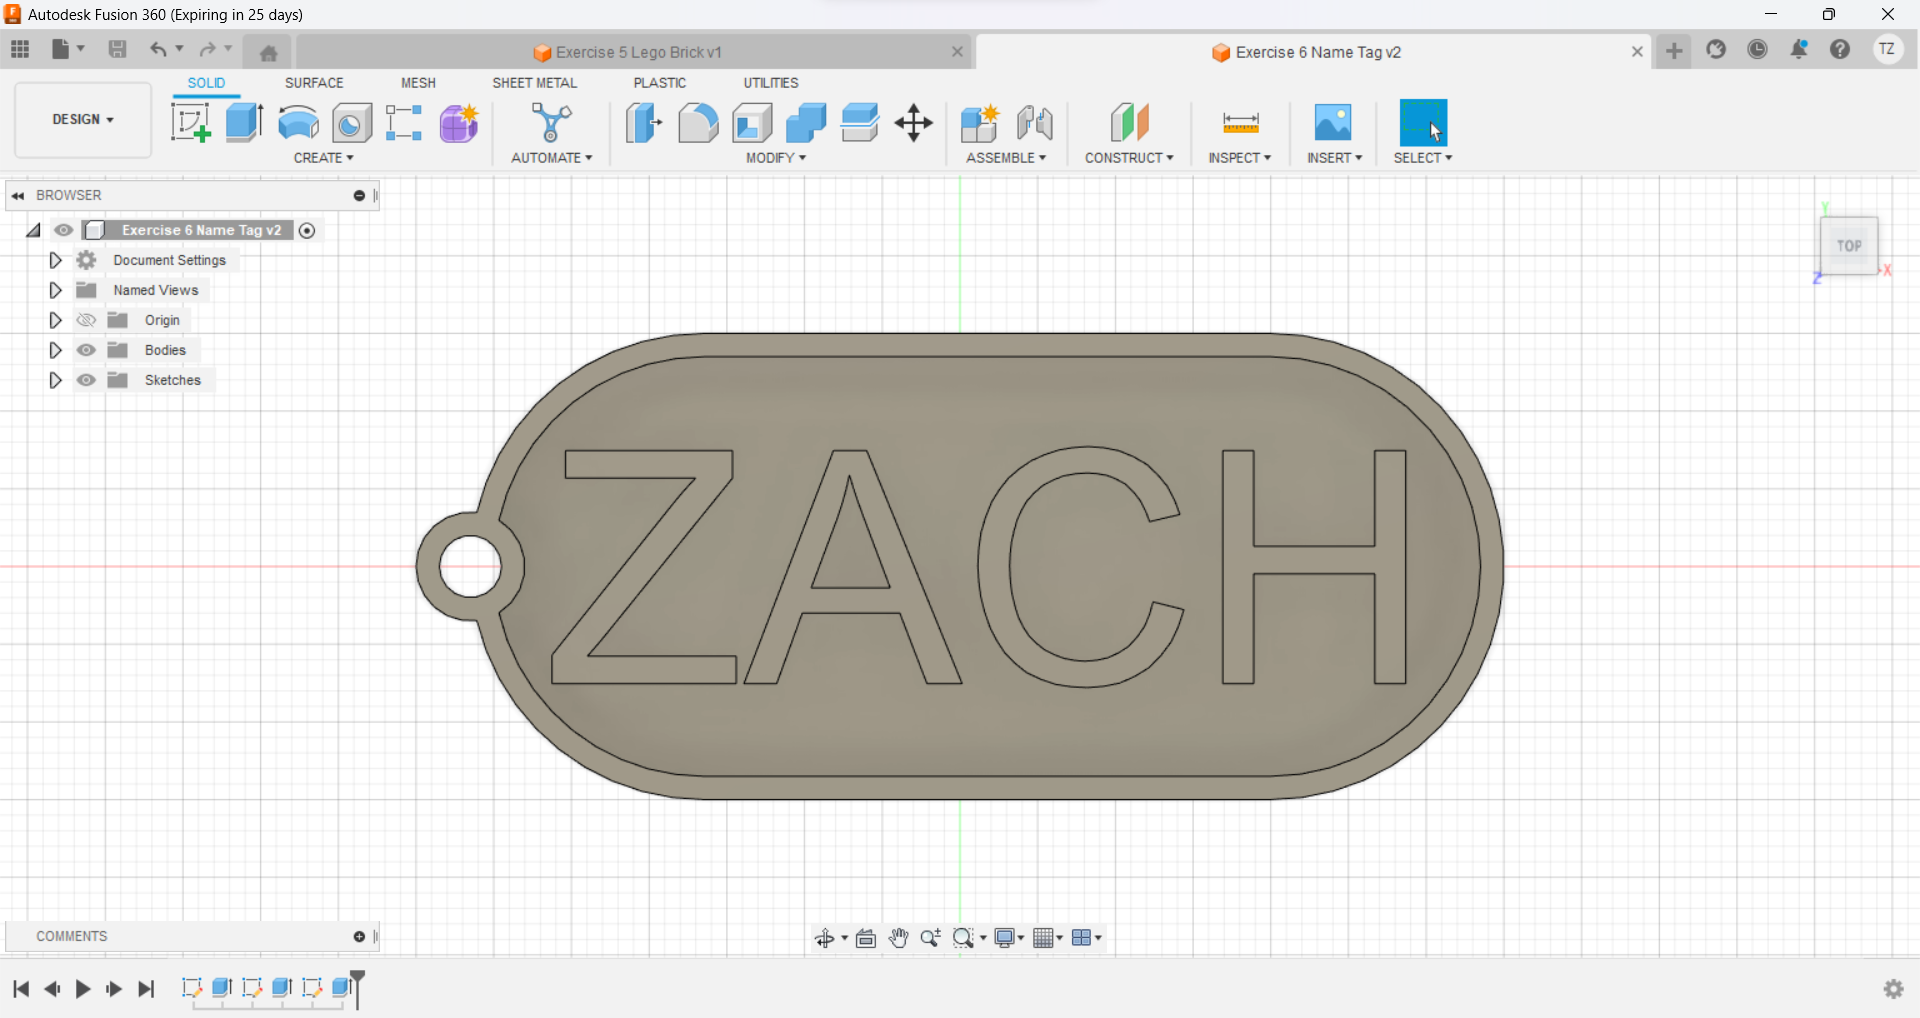 Autodesk Fusion 360 (Expiring in 25 days)
Exercise 5 Lego Brick v1
Exercise 6 Name Tag v2
TZ
DESIGN
SOLID
SURFACE
MESH
SHEET METAL
PLASTIC
UTILITIES
CREATE
AUTOMATE
MODIFY
ASSEMBLE
CONSTRUCT
INSPECT
INSERT
SELECT
BROWSER
Exercise 6 Name Tag v2
Document Settings
Named Views
Origin
Bodies
Sketches
Y
TOP
Z
X
ZACH
COMMENTS